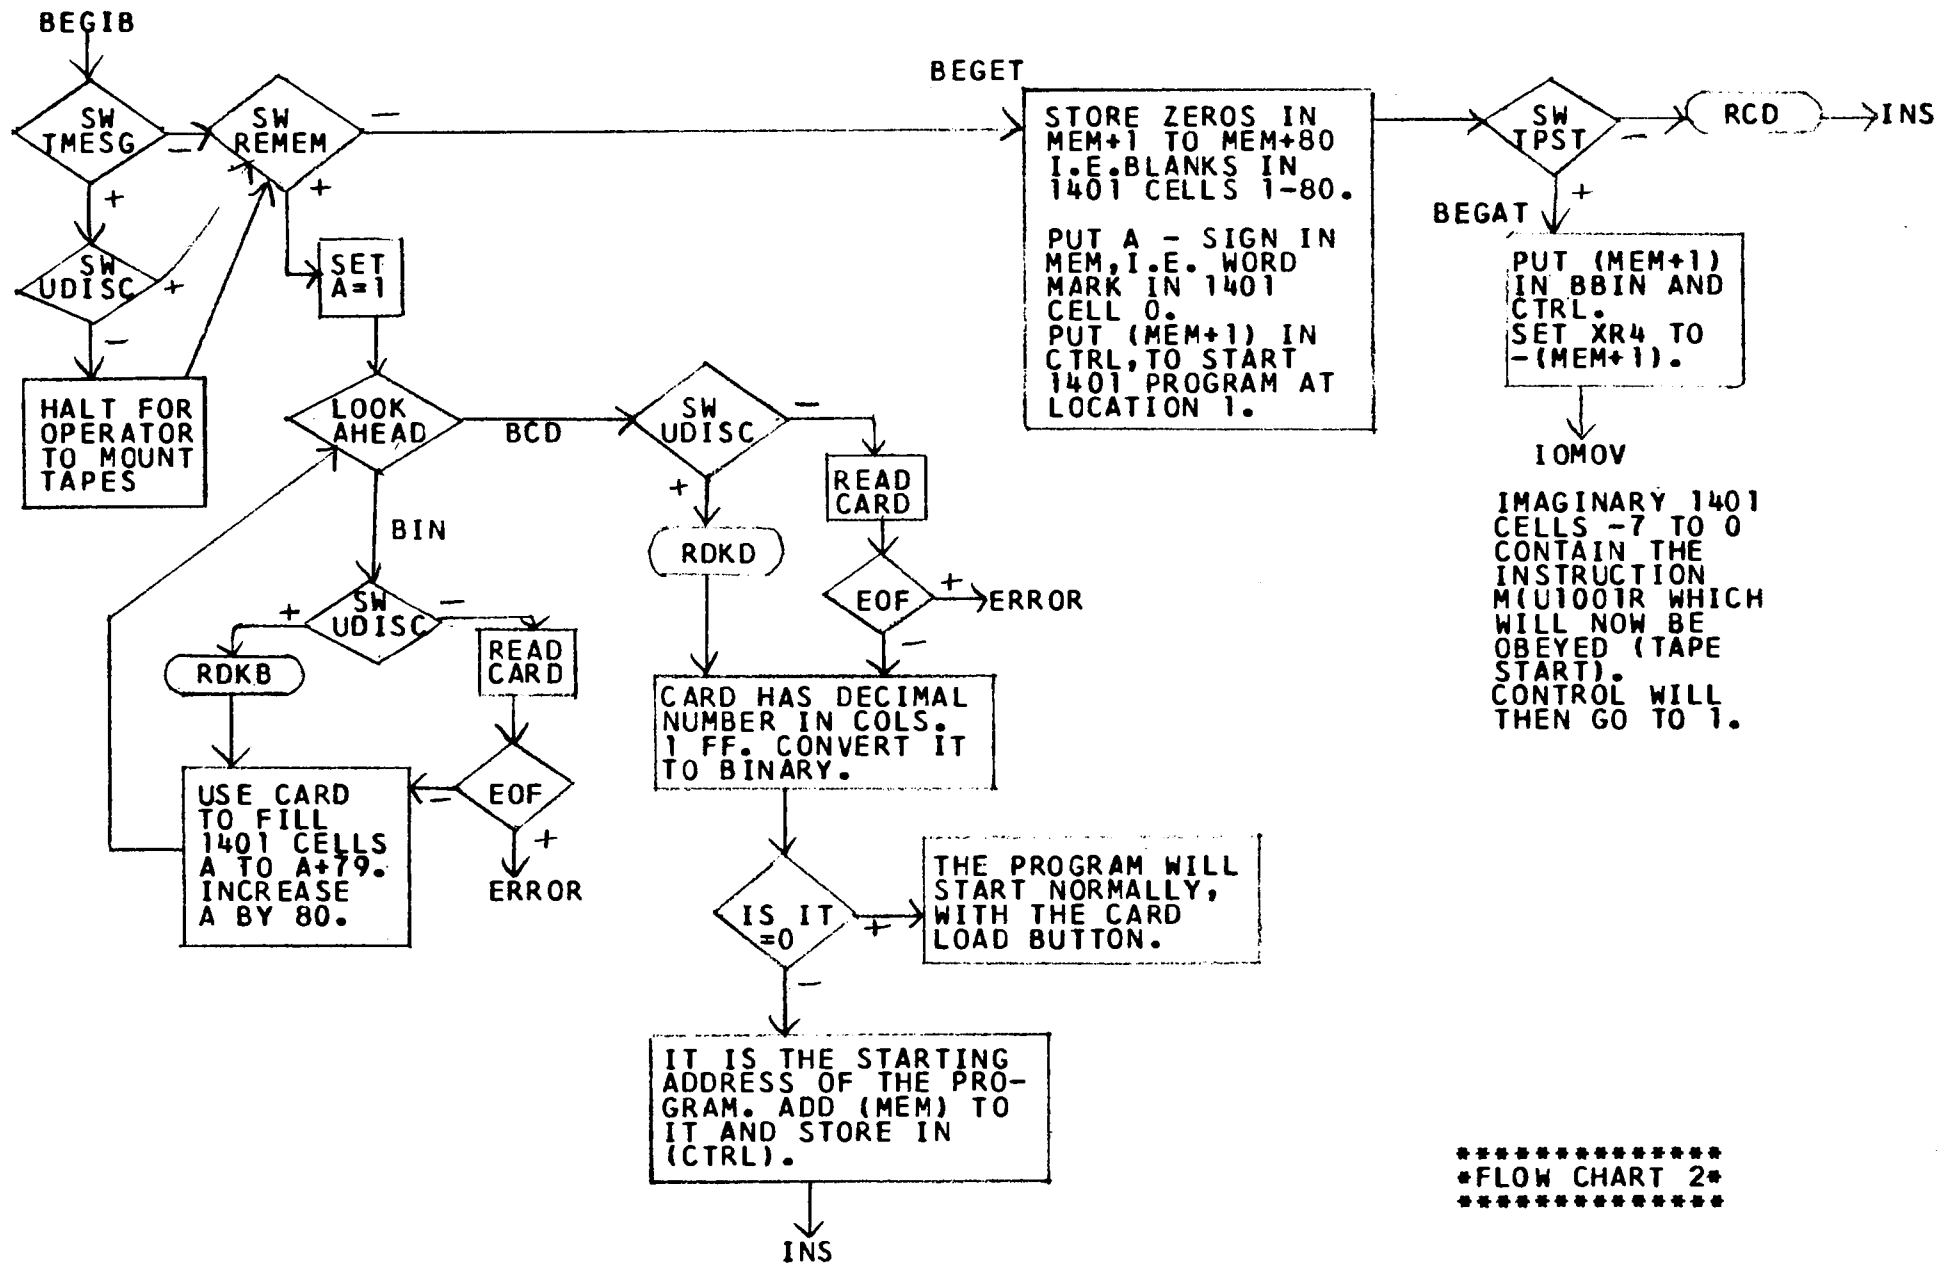 BEGIB
SW
TMESG
-
+
SW
REMEM
-
+
SW
UDISC
+
-
HALT FOR
OPERATOR
TO MOUNT
TAPES
SET
A=1
LOOK
AHEAD
BCD
BIN
SW
UDISC
+
-
RDKB
READ
CARD
EOF
-
+
ERROR
USE CARD
TO FILL
1401 CELLS
A TO A+79.
INCREASE
A BY 80.
SW
UDISC
-
+
RDKD
READ
CARD
EOF
+
ERROR
-
CARD HAS DECIMAL
NUMBER IN COLS.
1 FF. CONVERT IT
TO BINARY.
IS IT
=0
+
-
THE PROGRAM WILL
START NORMALLY,
WITH THE CARD
LOAD BUTTON.
IT IS THE STARTING
ADDRESS OF THE PRO-
GRAM. ADD (MEM) TO
IT AND STORE IN
(CTRL).
INS
BEGET
STORE ZEROS IN
MEM+1 TO MEM+80
I.E.BLANKS IN
1401 CELLS 1-80.
PUT A - SIGN IN
MEM,I.E. WORD
MARK IN 1401
CELL 0.
PUT (MEM+1) IN
CTRL,TO START
1401 PROGRAM AT
LOCATION 1.
SW
TPST
-
RCD
INS
+
BEGAT
PUT (MEM+1)
IN BBIN AND
CTRL.
SET XR4 TO
-(MEM+1).
IOMOV
IMAGINARY 1401
CELLS -7 TO 0
CONTAIN THE
INSTRUCTION
M(U1001R WHICH
WILL NOW BE
OBEYED (TAPE
START).
CONTROL WILL
THEN GO TO 1.
**************
*FLOW CHART 2*
**************